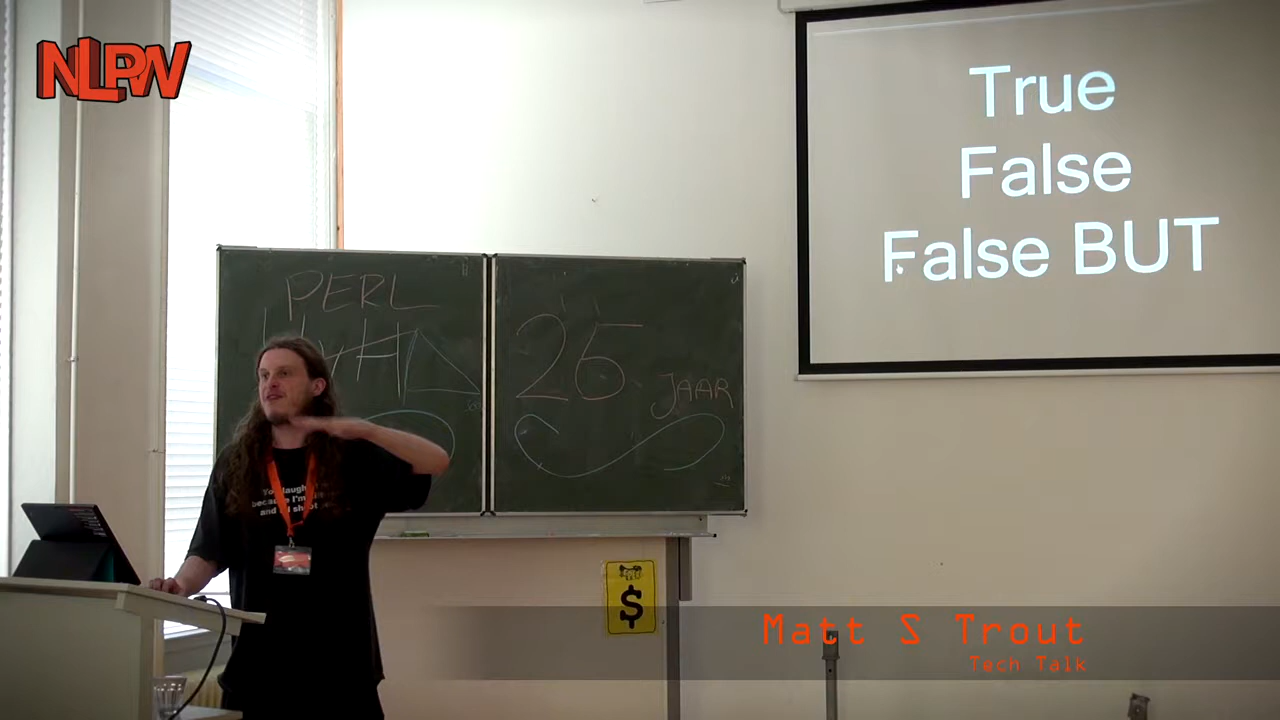 NLPW
True
False
False BUT
PERL
25
JAAR
$
Matt S Trout
Tech Talk